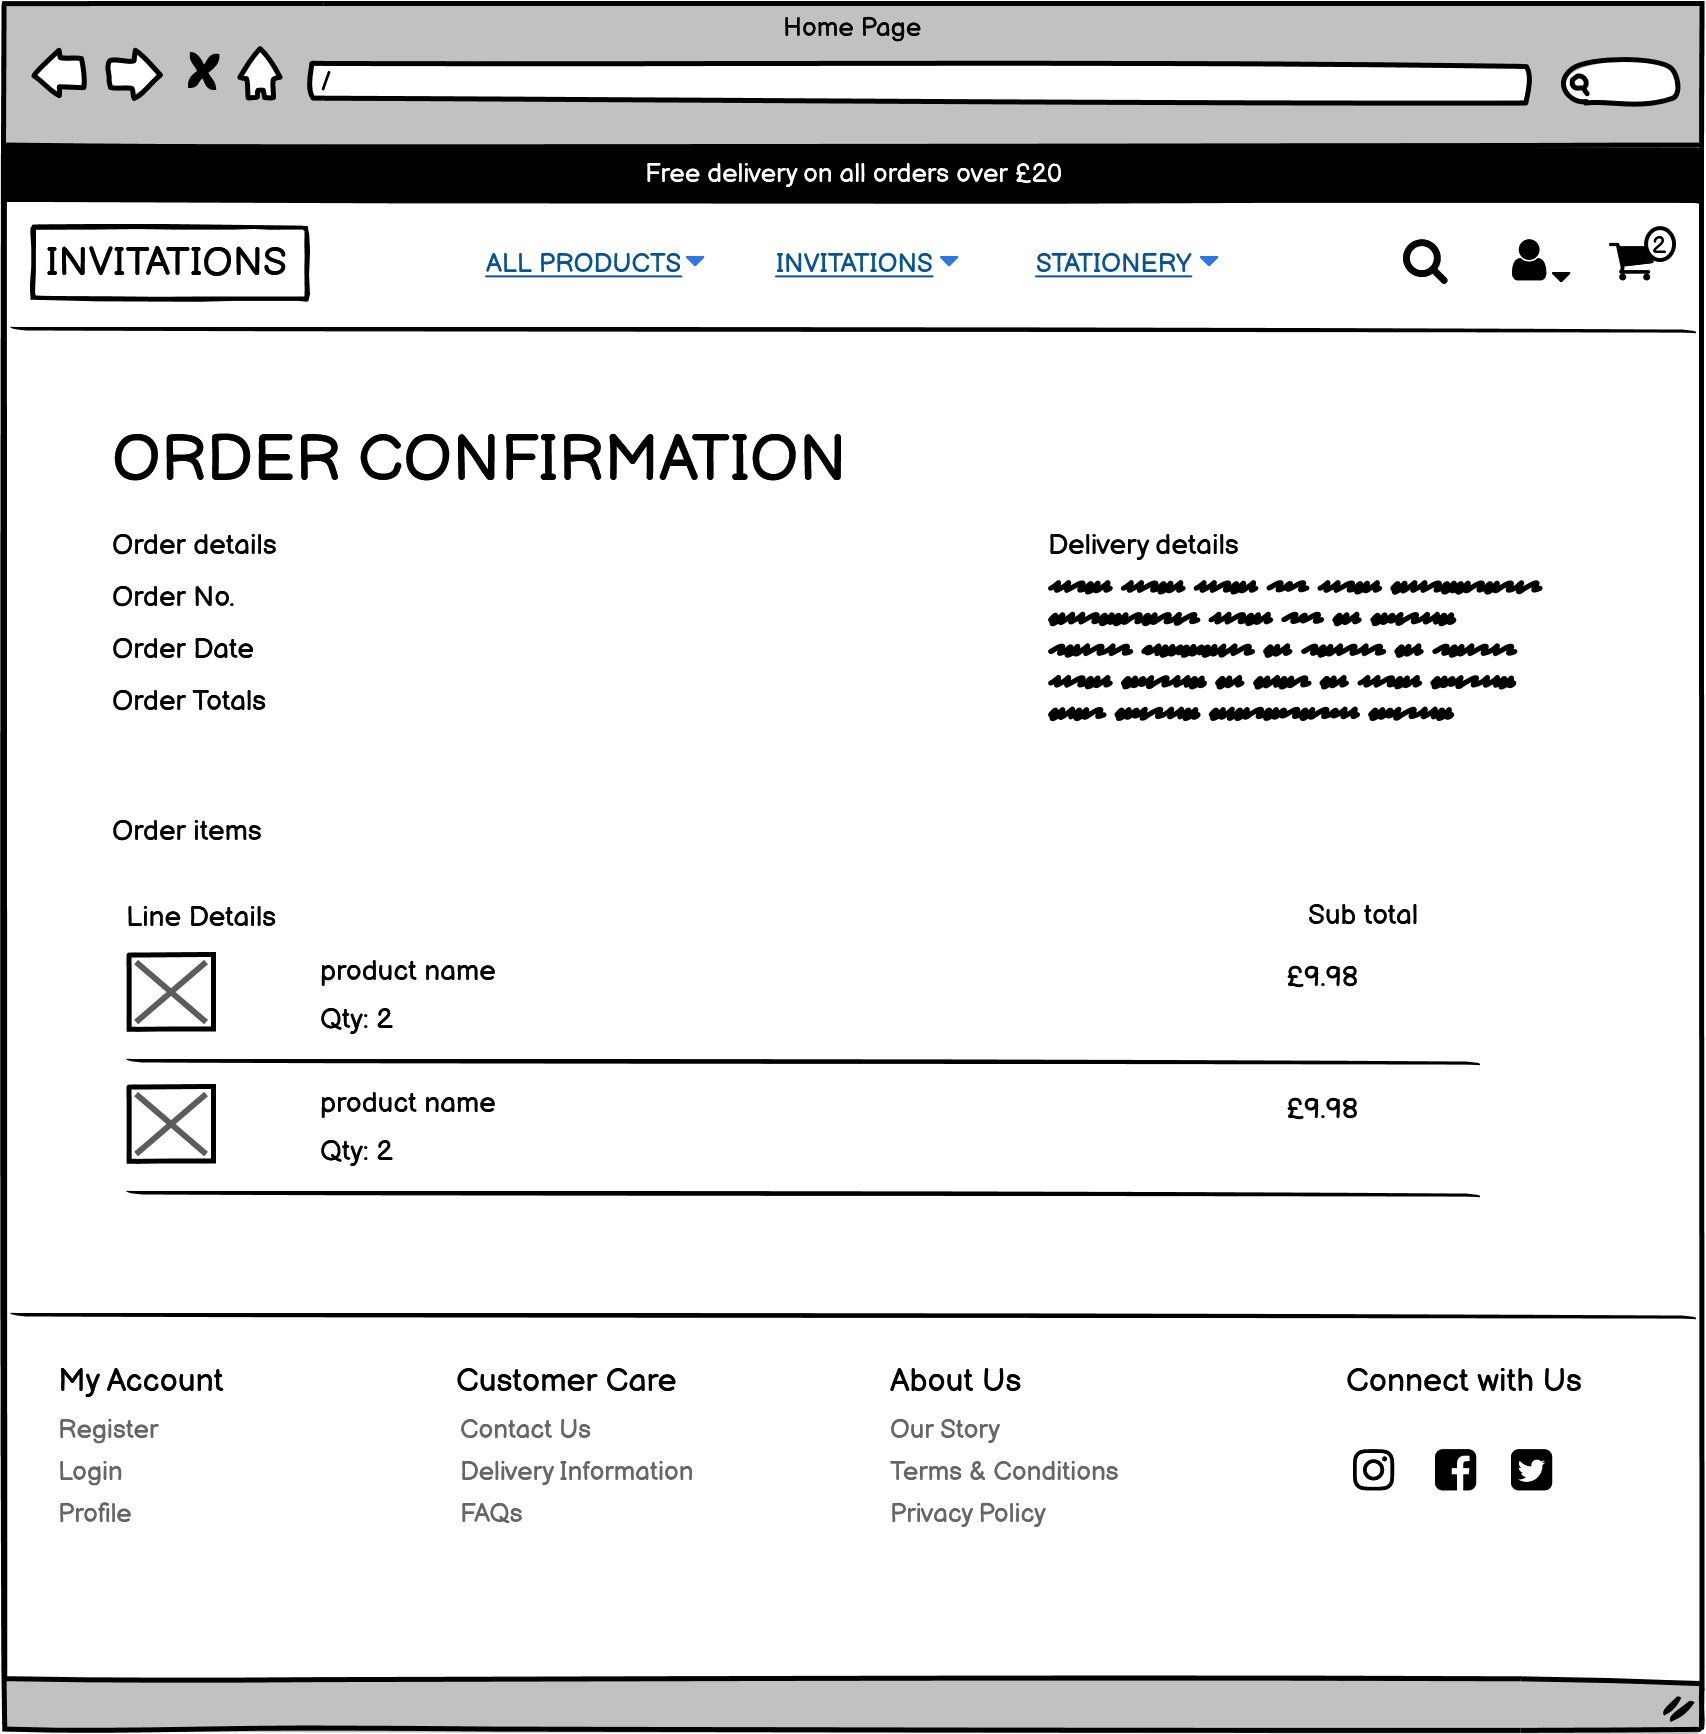 Home Page
/
Free delivery on all orders over £20
INVITATIONS
ALL PRODUCTS
INVITATIONS
STATIONERY
2
ORDER CONFIRMATION
Order details
Order No.
Order Date
Order Totals
Delivery details
Order items
Line Details
Sub total
product name
£9.98
Qty: 2
product name
£9.98
Qty: 2
My Account
Register
Login
Profile
Customer Care
Contact Us
Delivery Information
FAQs
About Us
Our Story
Terms & Conditions
Privacy Policy
Connect with Us